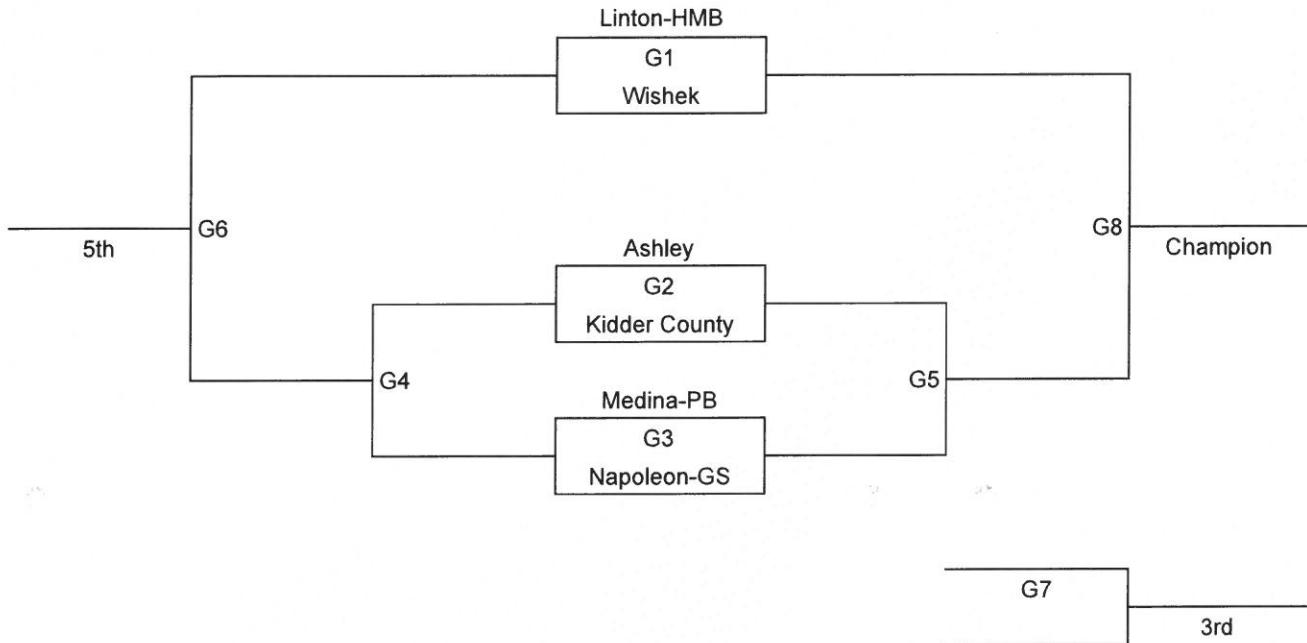 Linton-HMB
G1
Wishek
G6
5th
G8
Champion
Ashley
G2
Kidder County
G4
G5
Medina-PB
G3
Napoleon-GS
G7
3rd